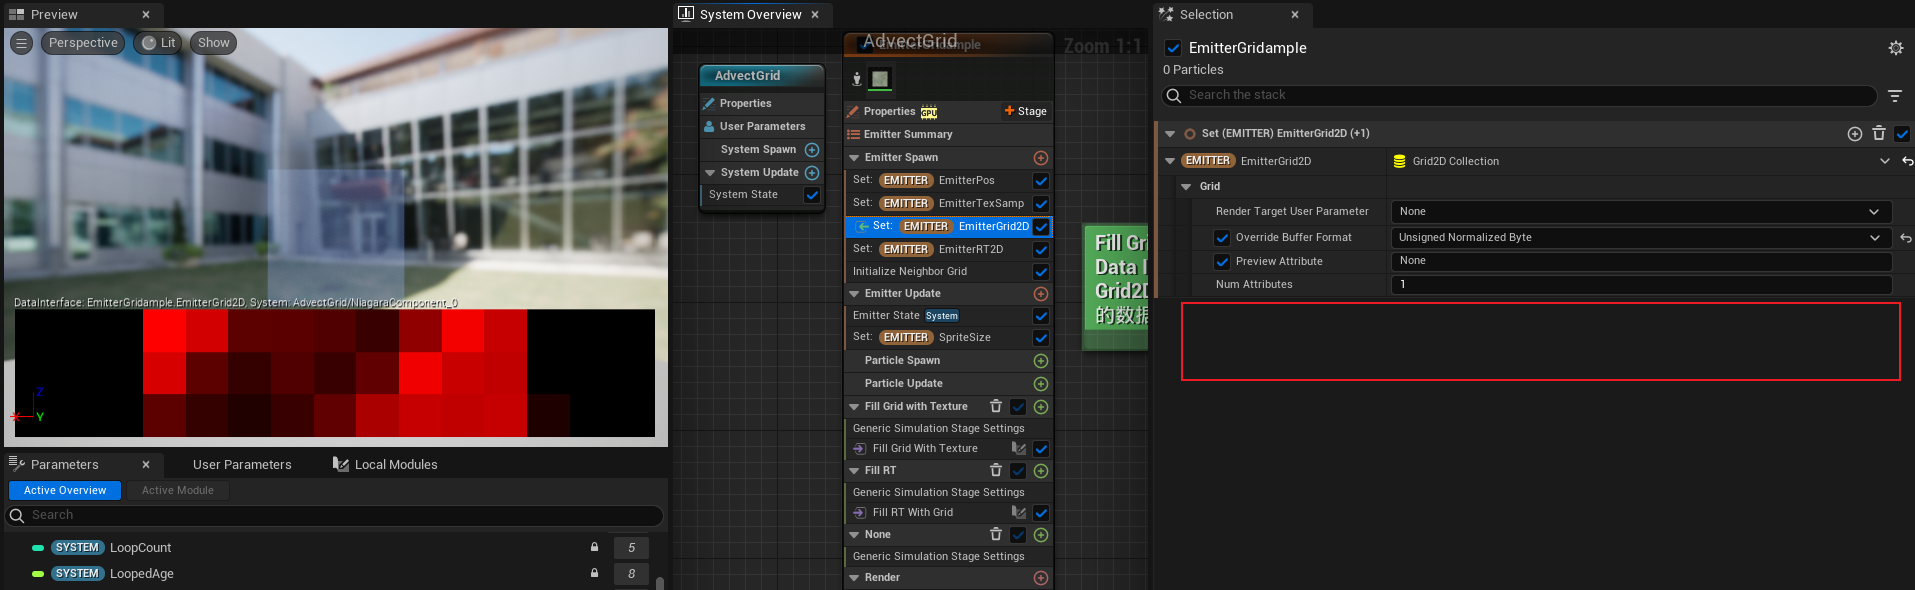 Preview
Perspective
Lit
Show
DataInterface: EmitterGridample.EmitterGrid2D, System: AdvectGrid/NiagaraComponent_0
Z
Y
Parameters
User Parameters
Local Modules
Active Overview
Active Module
Search
SYSTEM LoopCount 5
SYSTEM LoopedAge 8
System Overview
Zoom 1:1
AdvectGrid
Properties
User Parameters
System Spawn
System Update
System State
AdvectGrid
Properties GPU + Stage
Emitter Summary
Emitter Spawn
Set: EMITTER EmitterPos
Set: EMITTER EmitterTexSamp
Set: EMITTER EmitterGrid2D
Set: EMITTER EmitterRT2D
Initialize Neighbor Grid
Emitter Update
Emitter State System
Set: EMITTER SpriteSize
Particle Spawn
Particle Update
Fill Grid with Texture
Generic Simulation Stage Settings
Fill Grid With Texture
Fill RT
Generic Simulation Stage Settings
Fill RT With Grid
None
Generic Simulation Stage Settings
Render
Fill Gri
Data I
Grid2D
的数据
Selection
EmitterGridample
0 Particles
Search the stack
Set (EMITTER) EmitterGrid2D (+1)
EMITTER EmitterGrid2D Grid2D Collection
Grid
Render Target User Parameter None
Override Buffer Format Unsigned Normalized Byte
Preview Attribute None
Num Attributes 1